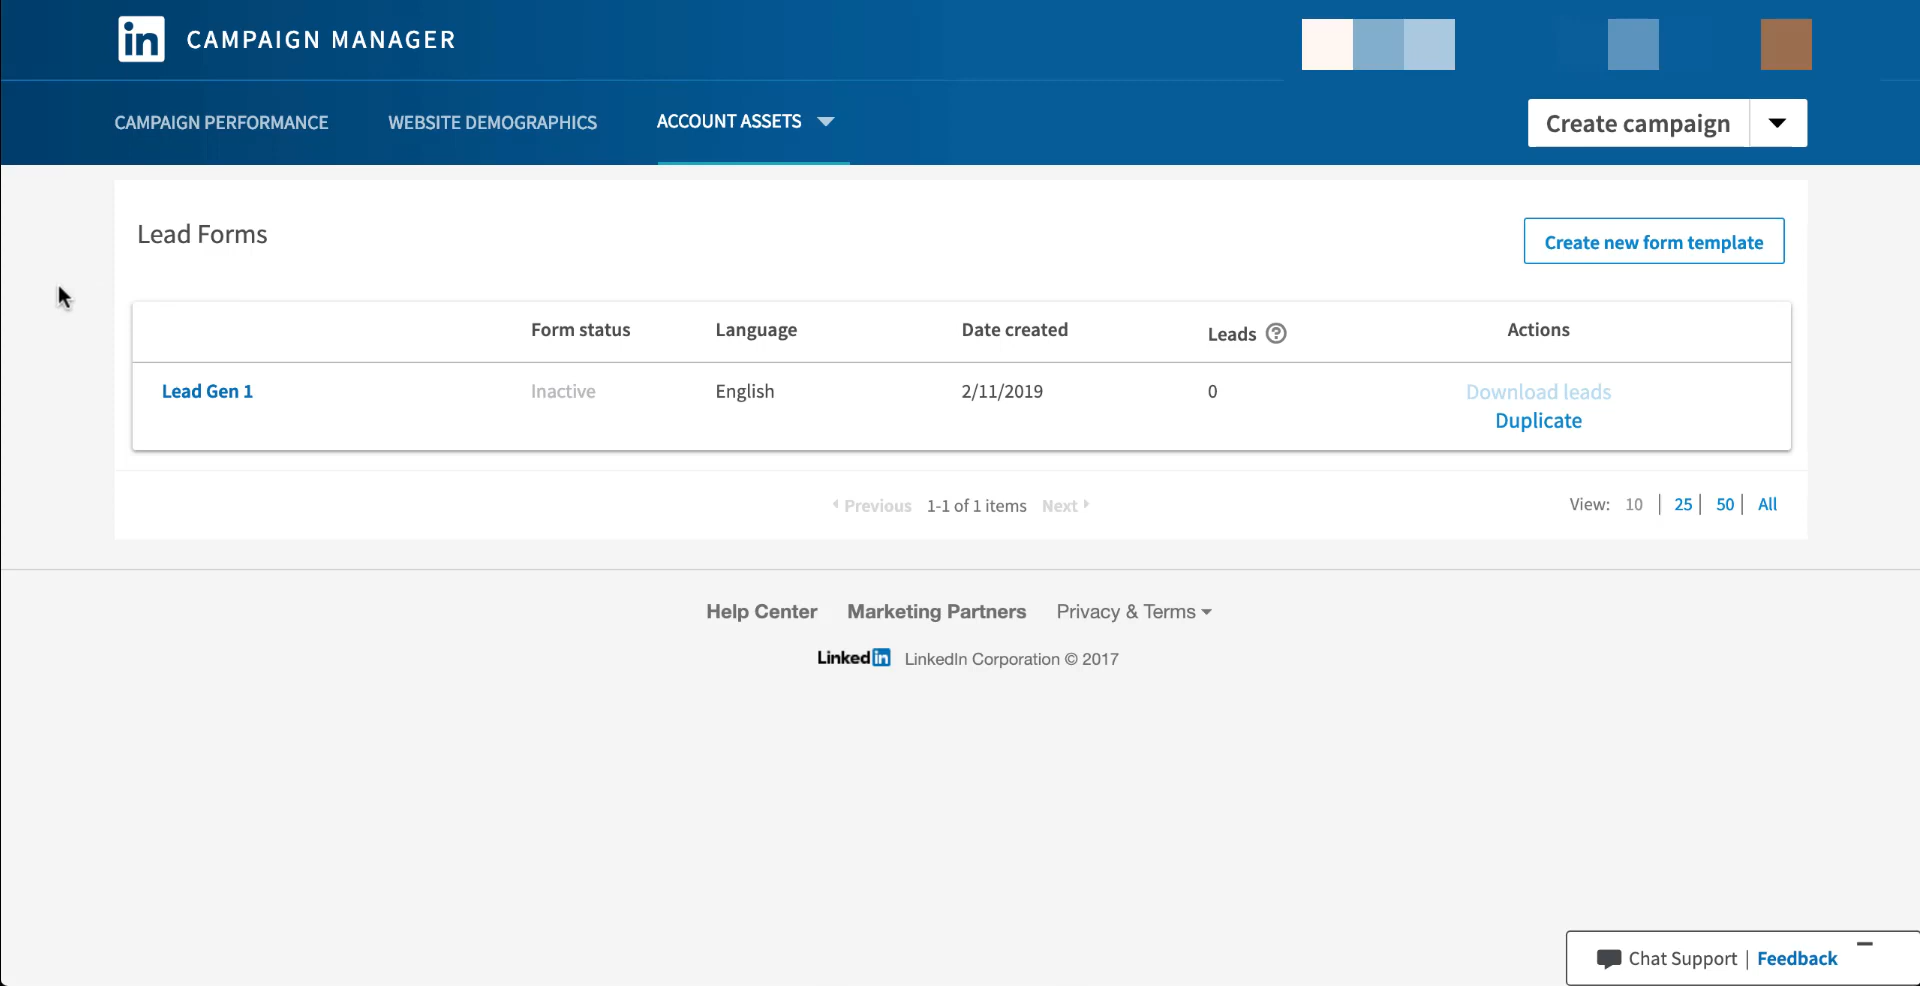 in CAMPAIGN MANAGER
CAMPAIGN PERFORMANCE WEBSITE DEMOGRAPHICS ACCOUNT ASSETS Create campaign
Lead Forms
Create new form template
Form status Language Date created Leads ? Actions
Lead Gen 1 Inactive English 2/11/2019 0 Download leads
Duplicate
Previous 1-1 of 1 items Next View: 10 | 25 | 50 | All
Help Center Marketing Partners Privacy & Terms
Linkedin LinkedIn Corporation © 2017
Chat Support | Feedback